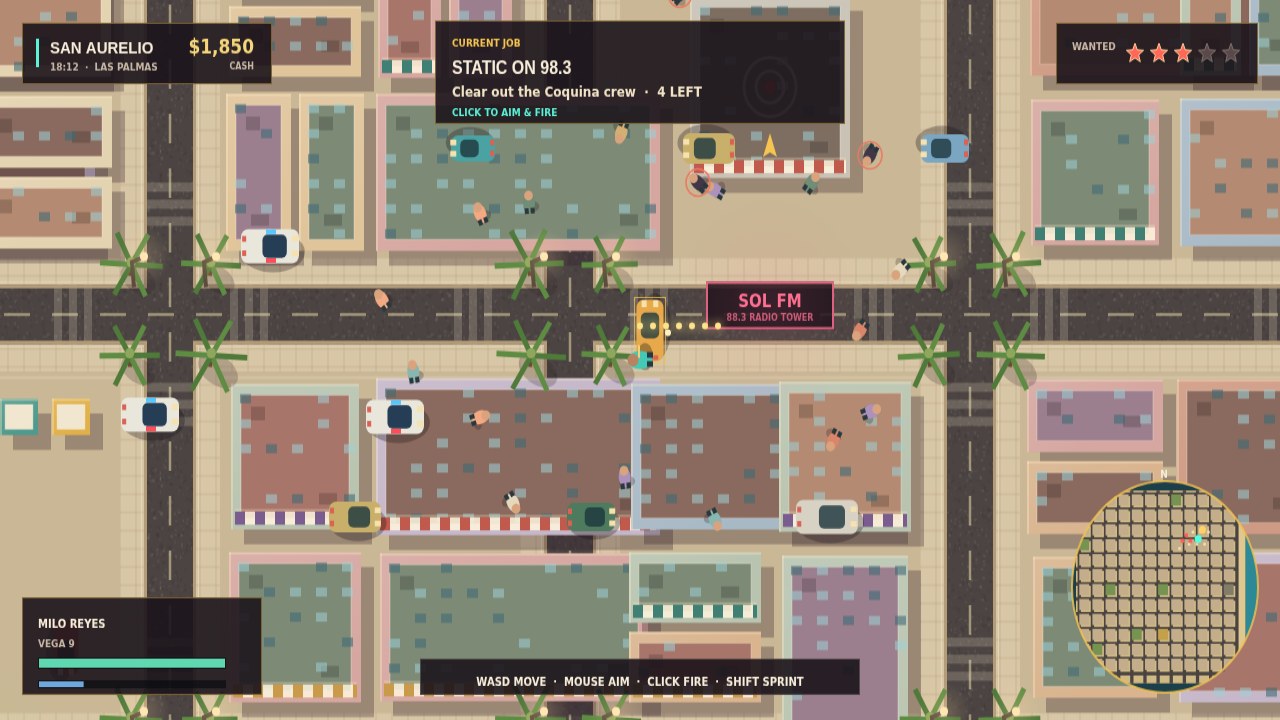 SAN AURELIO
$1,850
18:12 · LAS PALMAS
CASH
CURRENT JOB
STATIC ON 98.3
Clear out the Coquina crew · 4 LEFT
CLICK TO AIM & FIRE
WANTED
SOL FM
88.3 RADIO TOWER
N
MILO REYES
VEGA 9
WASD MOVE · MOUSE AIM · CLICK FIRE · SHIFT SPRINT